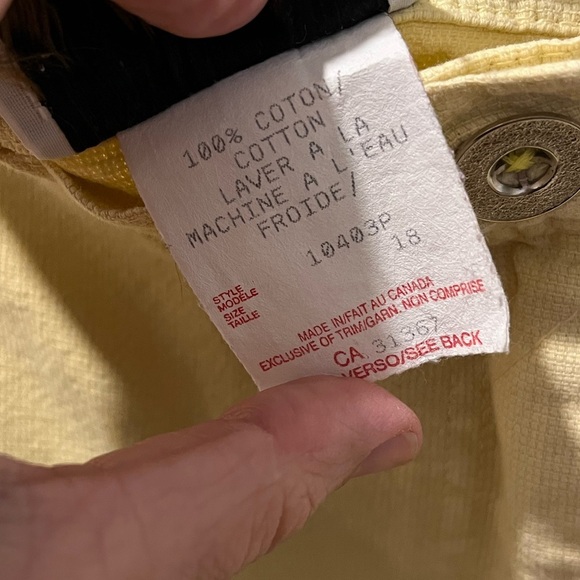 100% COTON/
COTTON
LAVER A LA
MACHINE A L'EAU
FROIDE/
10403P
18
STYLE
MODÈLE
SIZE
TAILLE
MADE IN/FAIT AU CANADA
EXCLUSIVE OF TRIM/GARN. NON COMPRISE
CA 31367
VERSO/SEE BACK